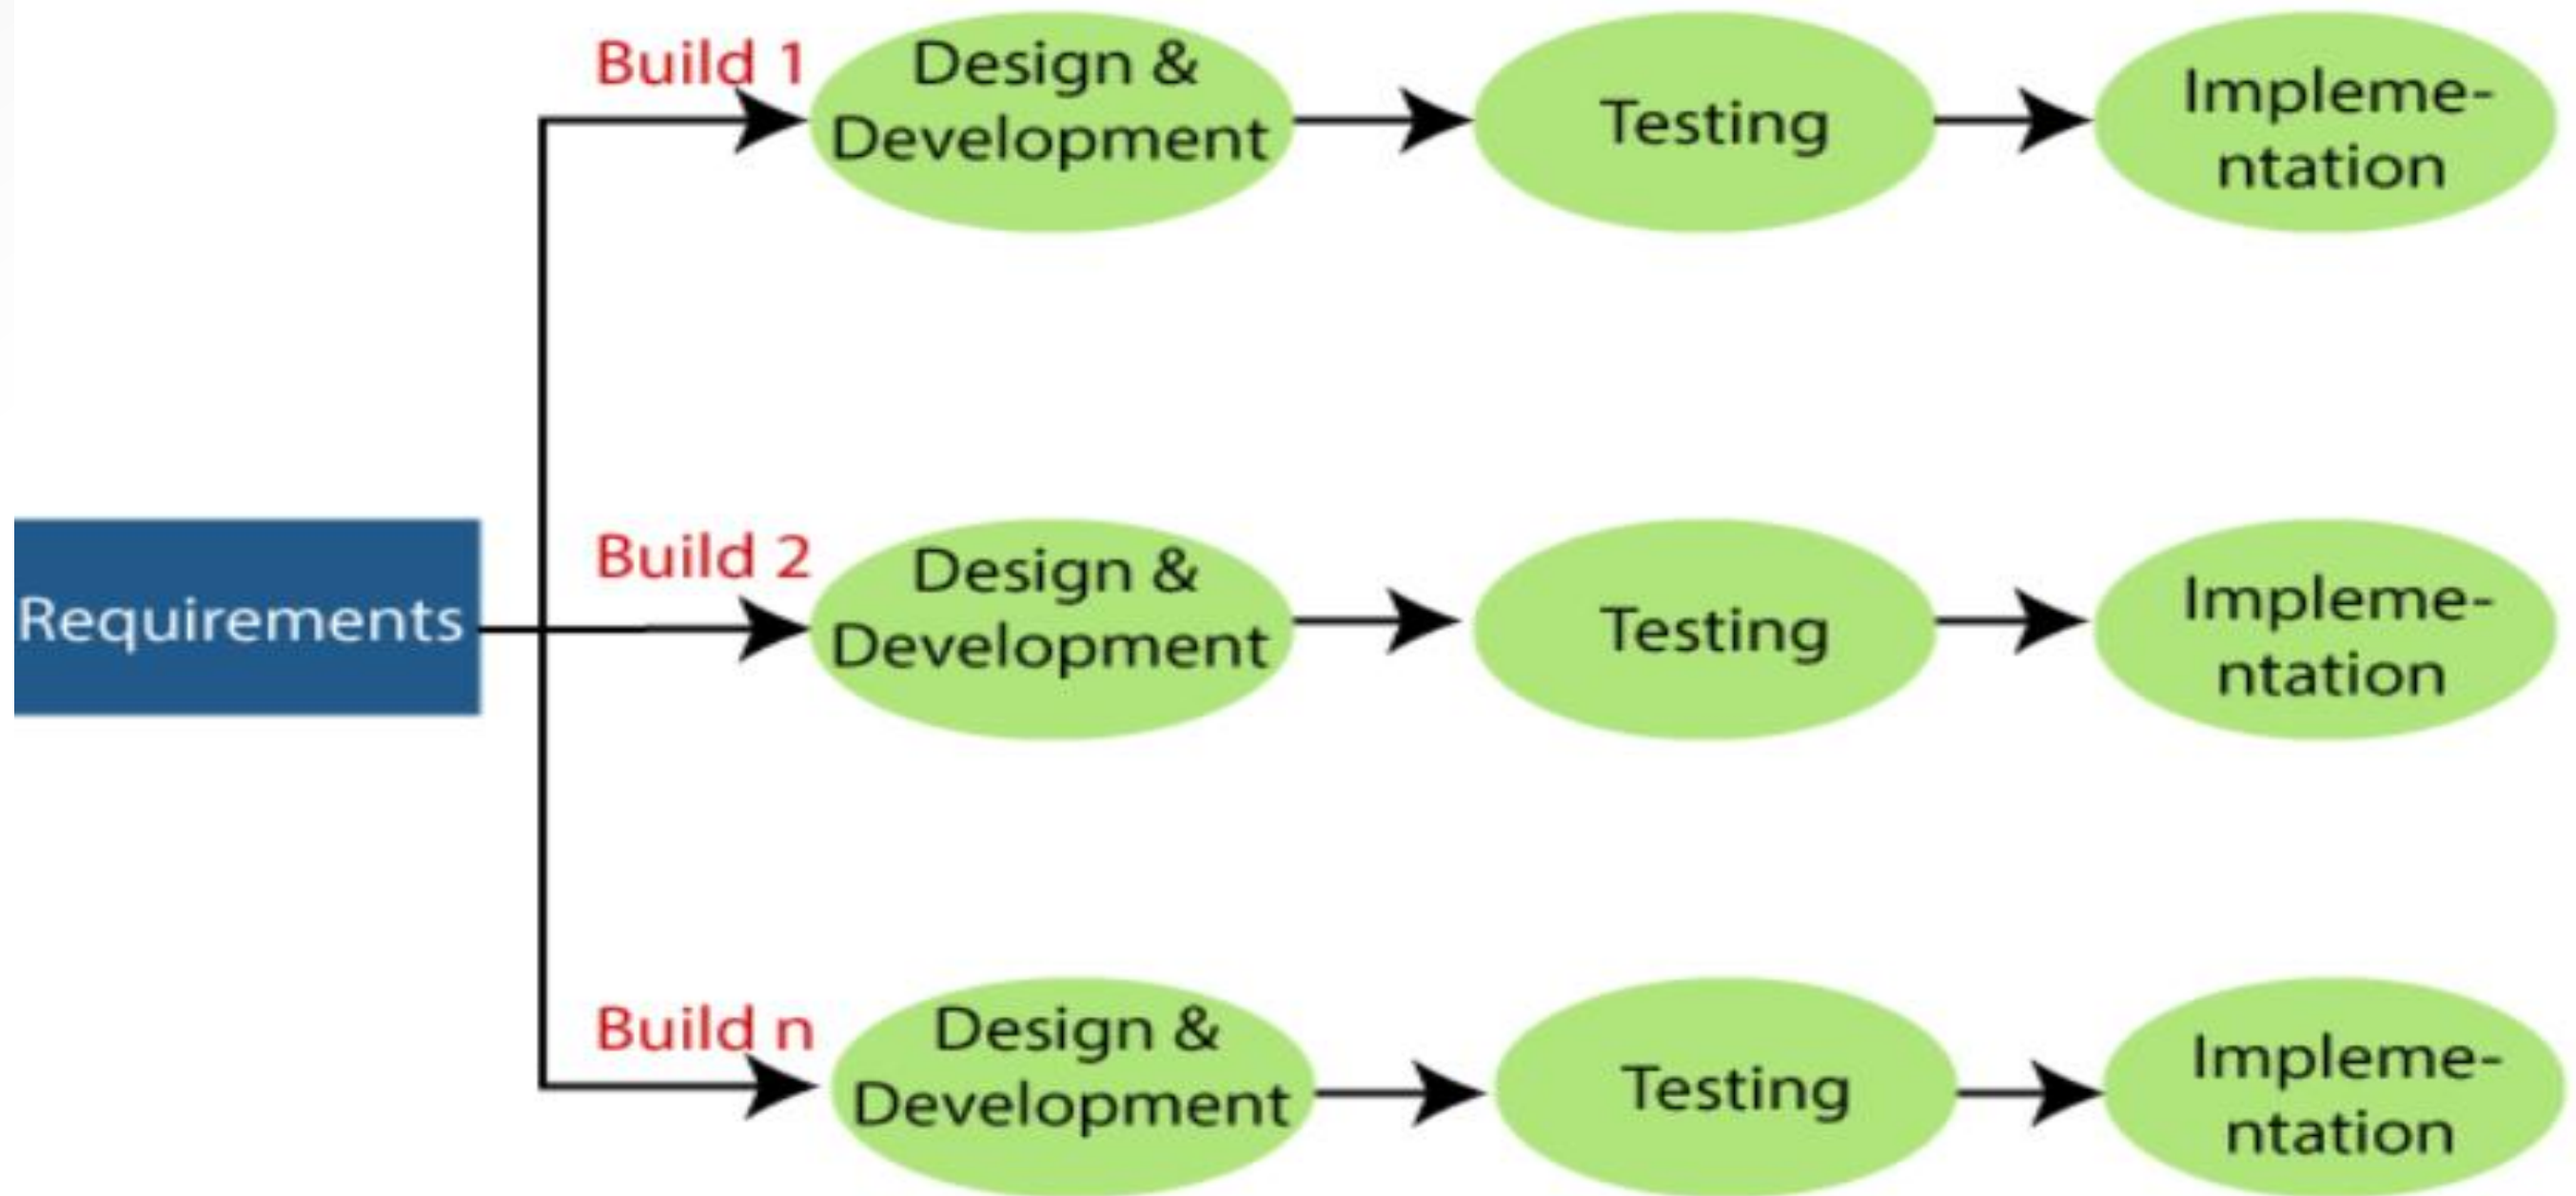 Build 1
Design &
Development
Testing
Impleme-
ntation
Requirements
Build 2
Design &
Development
Testing
Impleme-
ntation
Build n
Design &
Development
Testing
Impleme-
ntation